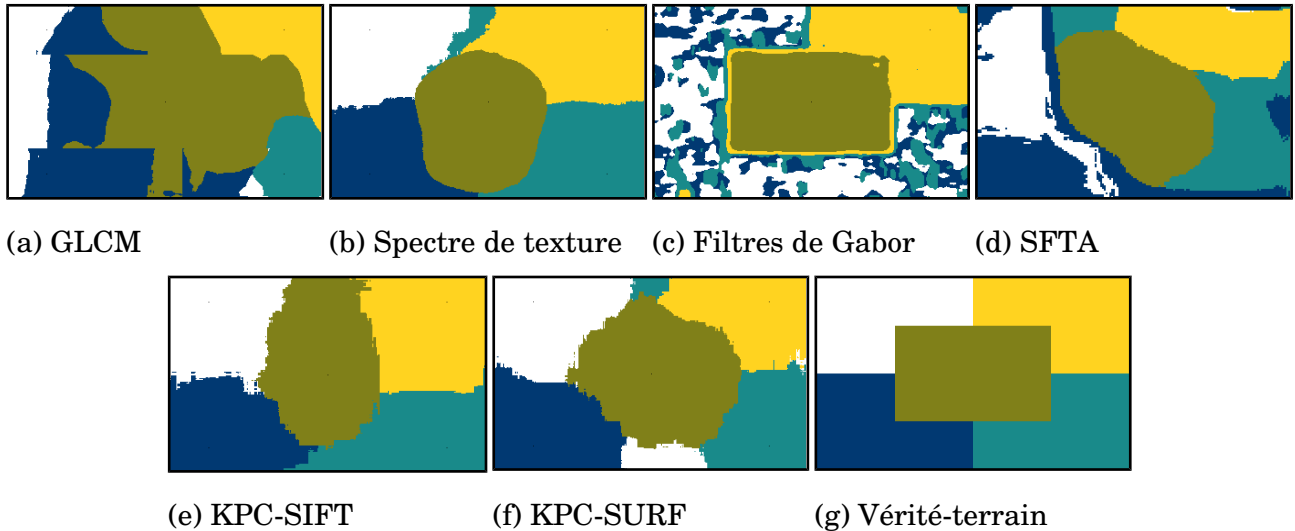 (a) GLCM
(b) Spectre de texture
(c) Filtres de Gabor
(d) SFTA
(e) KPC-SIFT
(f) KPC-SURF
(g) Vérité-terrain